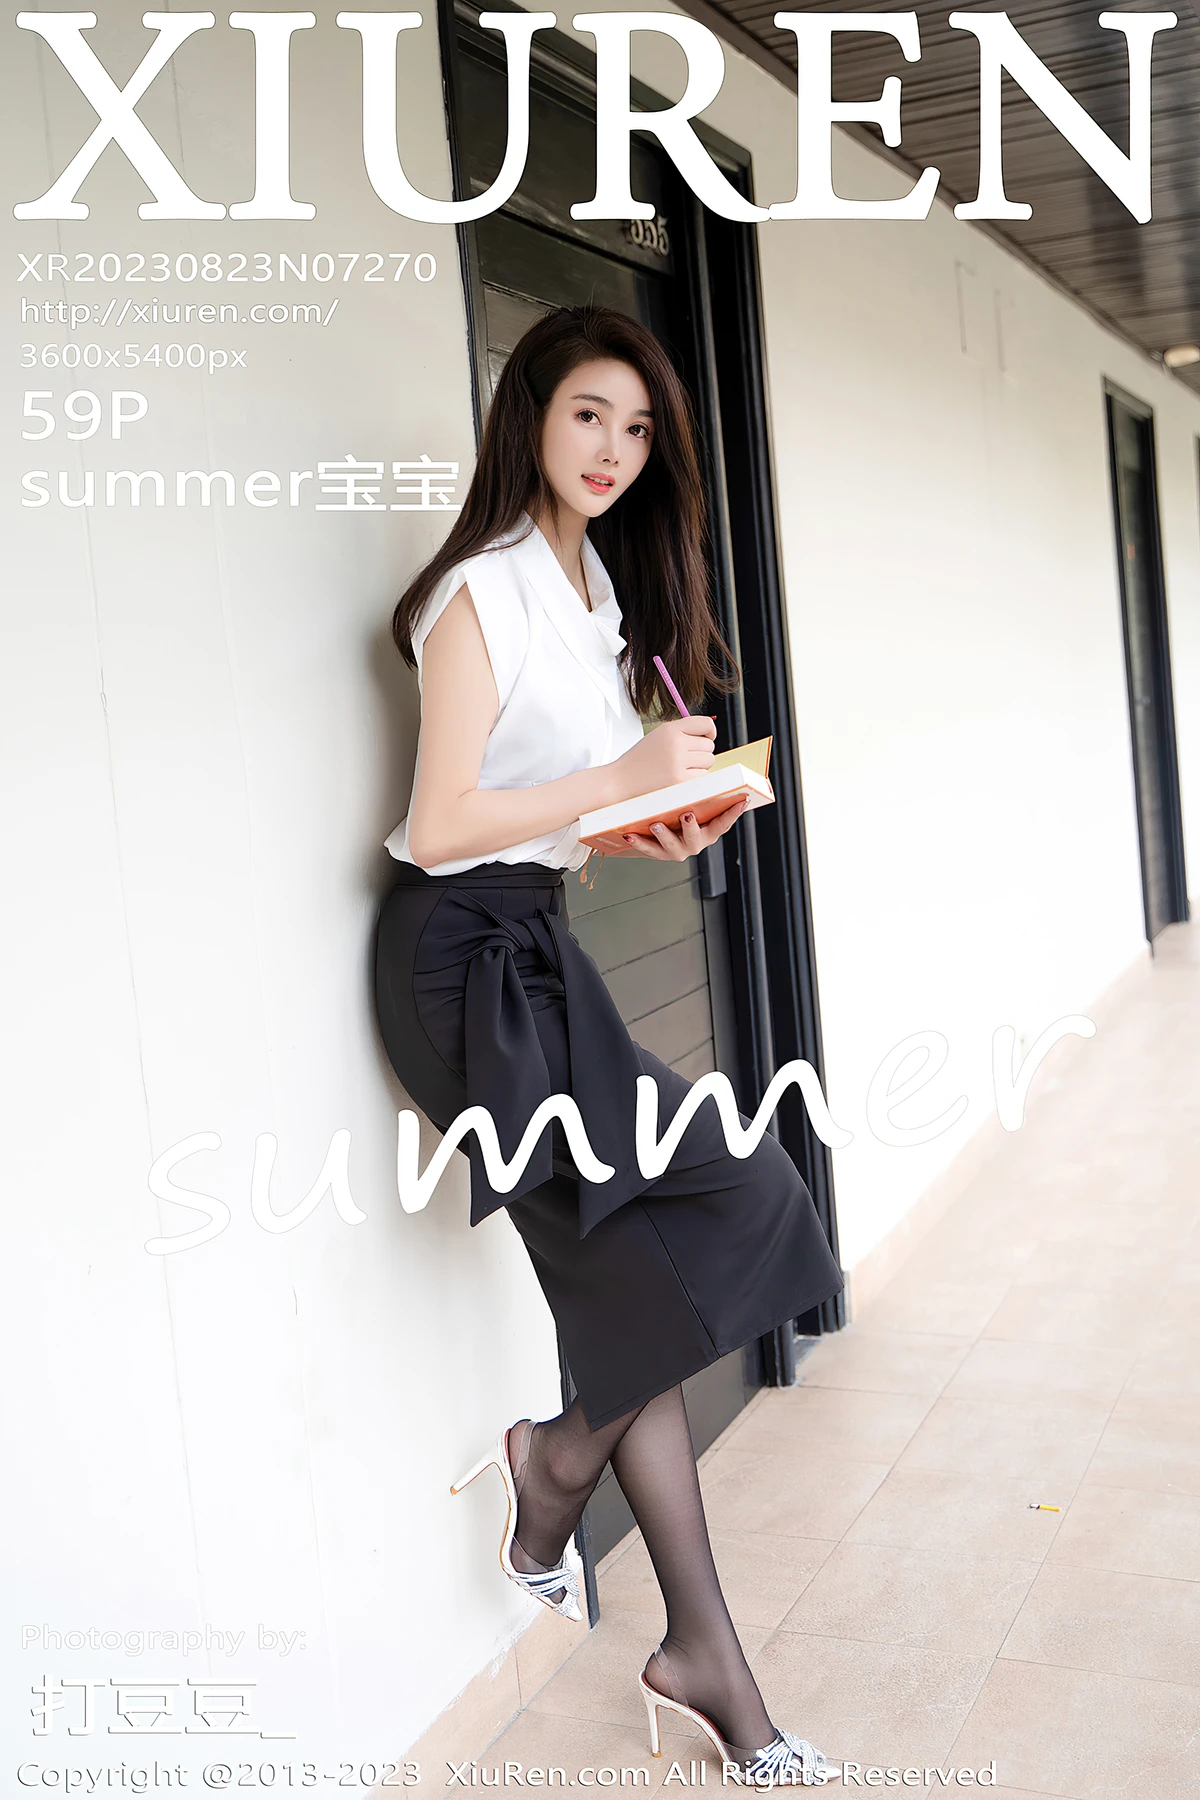 XIUREN
XR20230823N07270
http://xiuren.com/
3600x5400px
59P
summer宝宝
summer
Photography by:
打豆豆_
Copyright @2013-2023 XiuRen.com All Rights Reserved